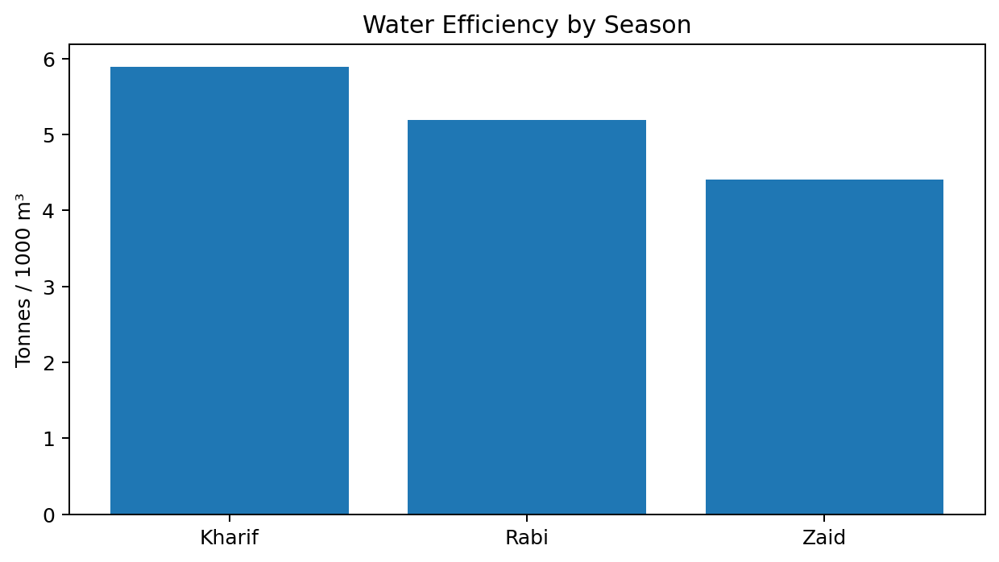 Water Efficiency by Season
Tonnes / 1000 m³
6
5
4
3
2
1
0
Kharif
Rabi
Zaid